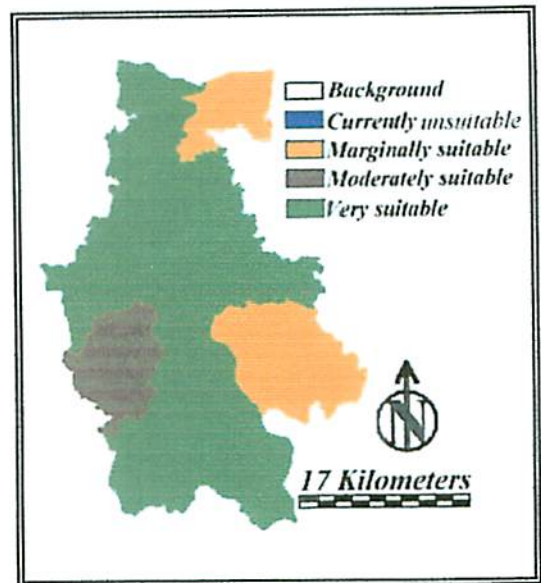 Background
Currently unsuitable
Marginally suitable
Moderately suitable
Very suitable
N
17 Kilometers